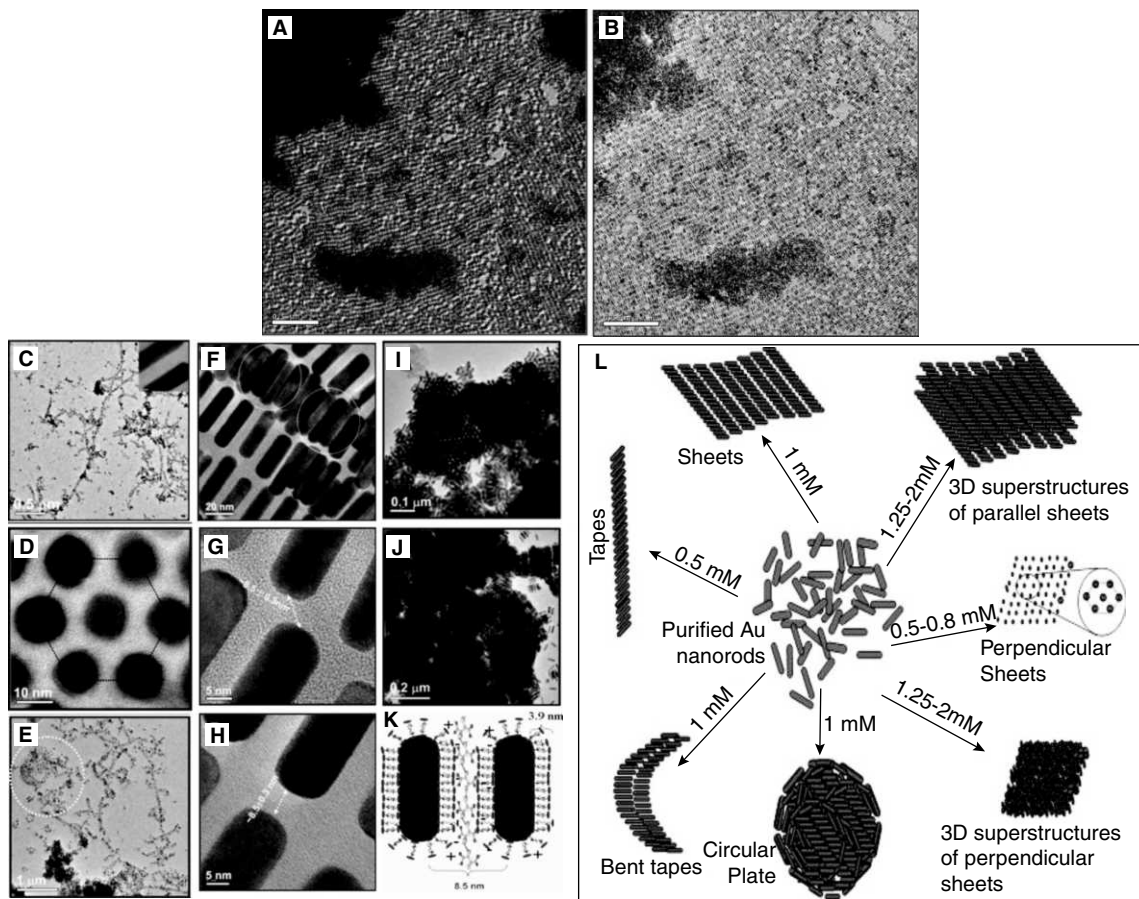 A
B
C
0.5 μm
F
20 nm
I
0.1 μm
D
10 nm
G
5 nm
J
0.2 μm
E
1 μm
H
5 nm
K
3.9 nm
8.5 nm
L
Sheets
1 mM
1.25-2mM
3D superstructures
of parallel sheets
Tapes
0.5 mM
Purified Au
nanorods
0.5-0.8 mM
Perpendicular
Sheets
1 mM
1 mM
1.25-2mM
Bent tapes
Circular
Plate
3D superstructures
of perpendicular
sheets